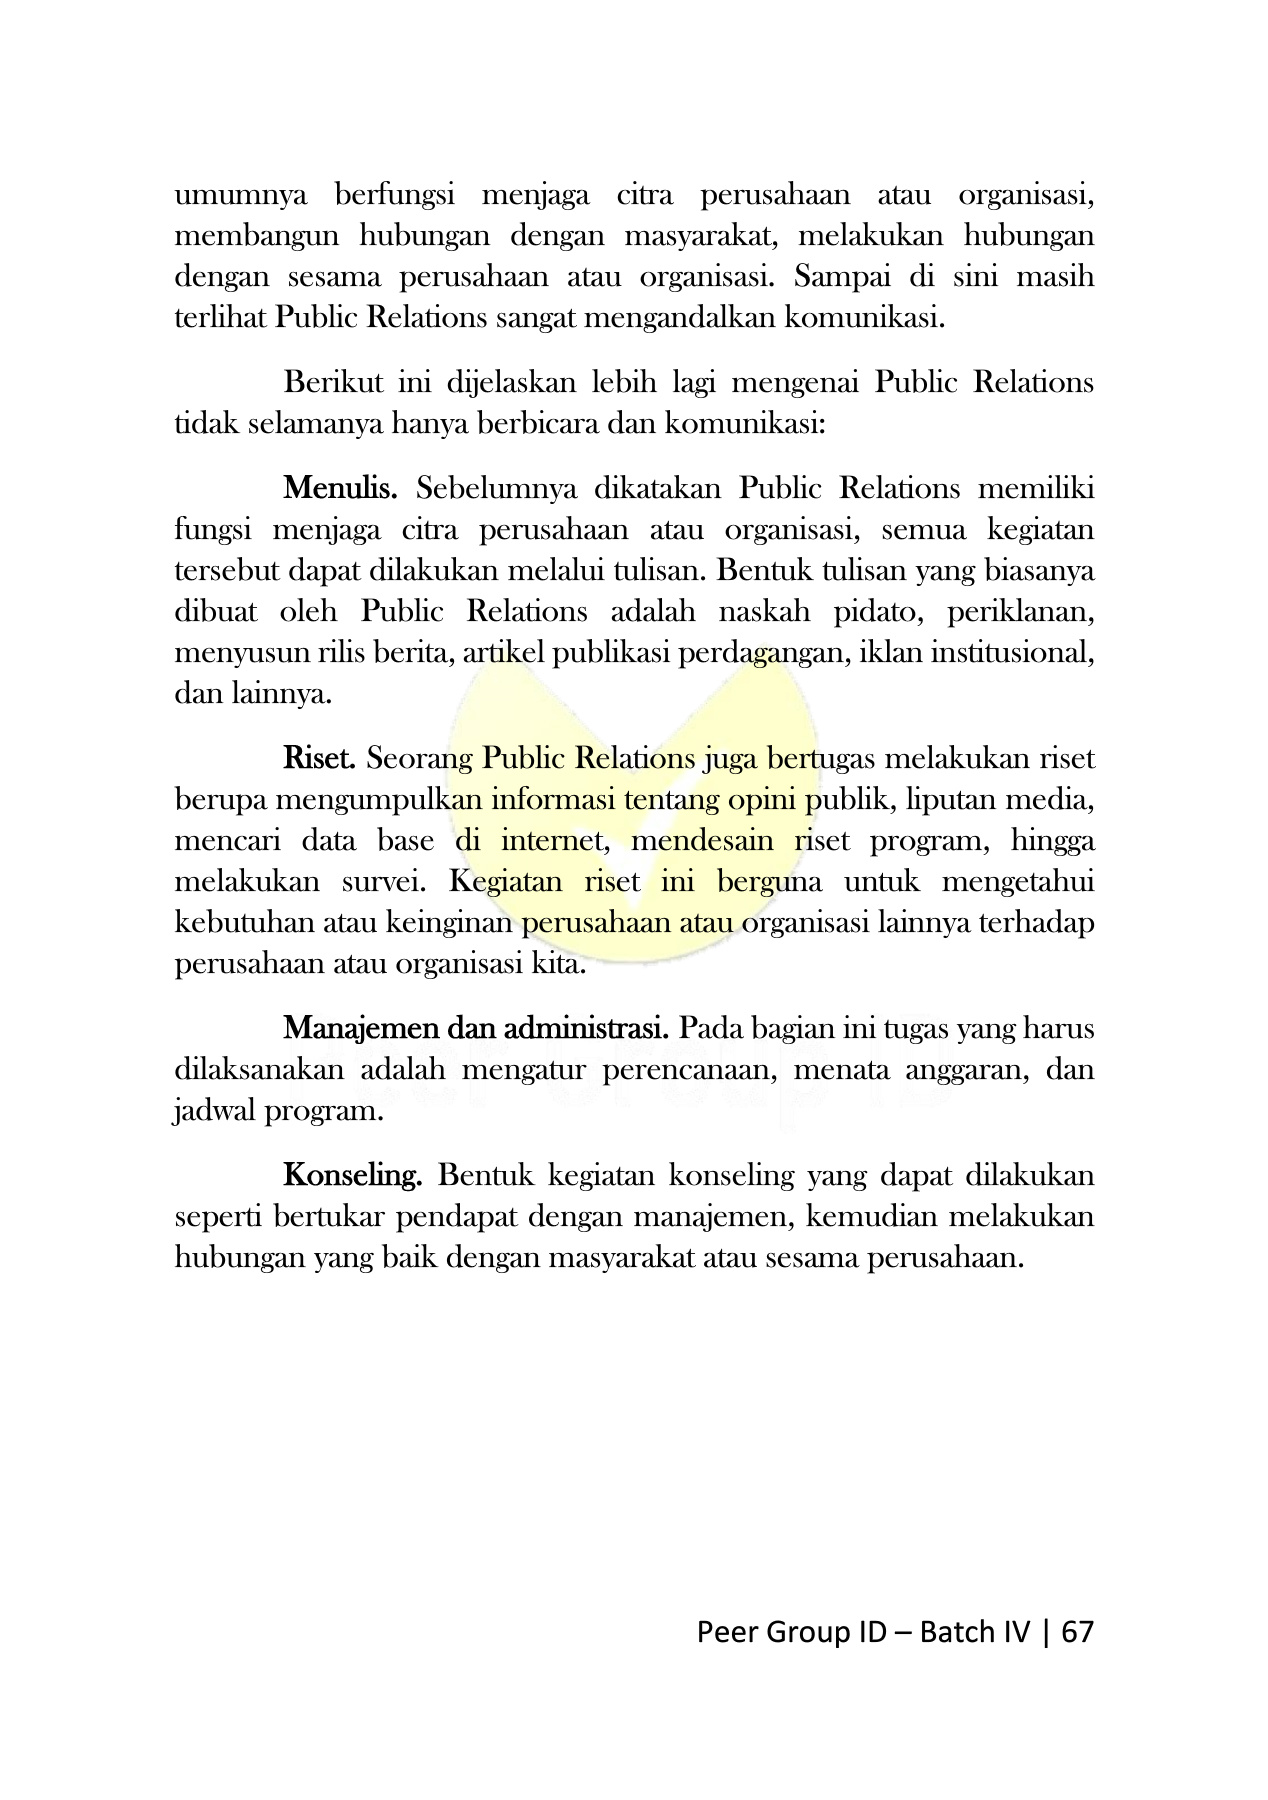 umumnya berfungsi menjaga citra perusahaan atau organisasi,
membangun hubungan dengan masyarakat, melakukan hubungan
dengan sesama perusahaan atau organisasi. Sampai di sini masih
terlihat Public Relations sangat mengandalkan komunikasi.
Berikut ini dijelaskan lebih lagi mengenai Public Relations
tidak selamanya hanya berbicara dan komunikasi:
Menulis. Sebelumnya dikatakan Public Relations memiliki
fungsi menjaga citra perusahaan atau organisasi, semua kegiatan
tersebut dapat dilakukan melalui tulisan. Bentuk tulisan yang biasanya
dibuat oleh Public Relations adalah naskah pidato, periklanan,
menyusun rilis berita, artikel publikasi perdagangan, iklan institusional,
dan lainnya.
Riset. Seorang Public Relations juga bertugas melakukan riset
berupa mengumpulkan informasi tentang opini publik, liputan media,
mencari data base di internet, mendesain riset program, hingga
melakukan survei. Kegiatan riset ini berguna untuk mengetahui
kebutuhan atau keinginan perusahaan atau organisasi lainnya terhadap
perusahaan atau organisasi kita.
Manajemen dan administrasi. Pada bagian ini tugas yang harus
dilaksanakan adalah mengatur perencanaan, menata anggaran, dan
jadwal program.
Konseling. Bentuk kegiatan konseling yang dapat dilakukan
seperti bertukar pendapat dengan manajemen, kemudian melakukan
hubungan yang baik dengan masyarakat atau sesama perusahaan.
Peer Group ID – Batch IV | 67